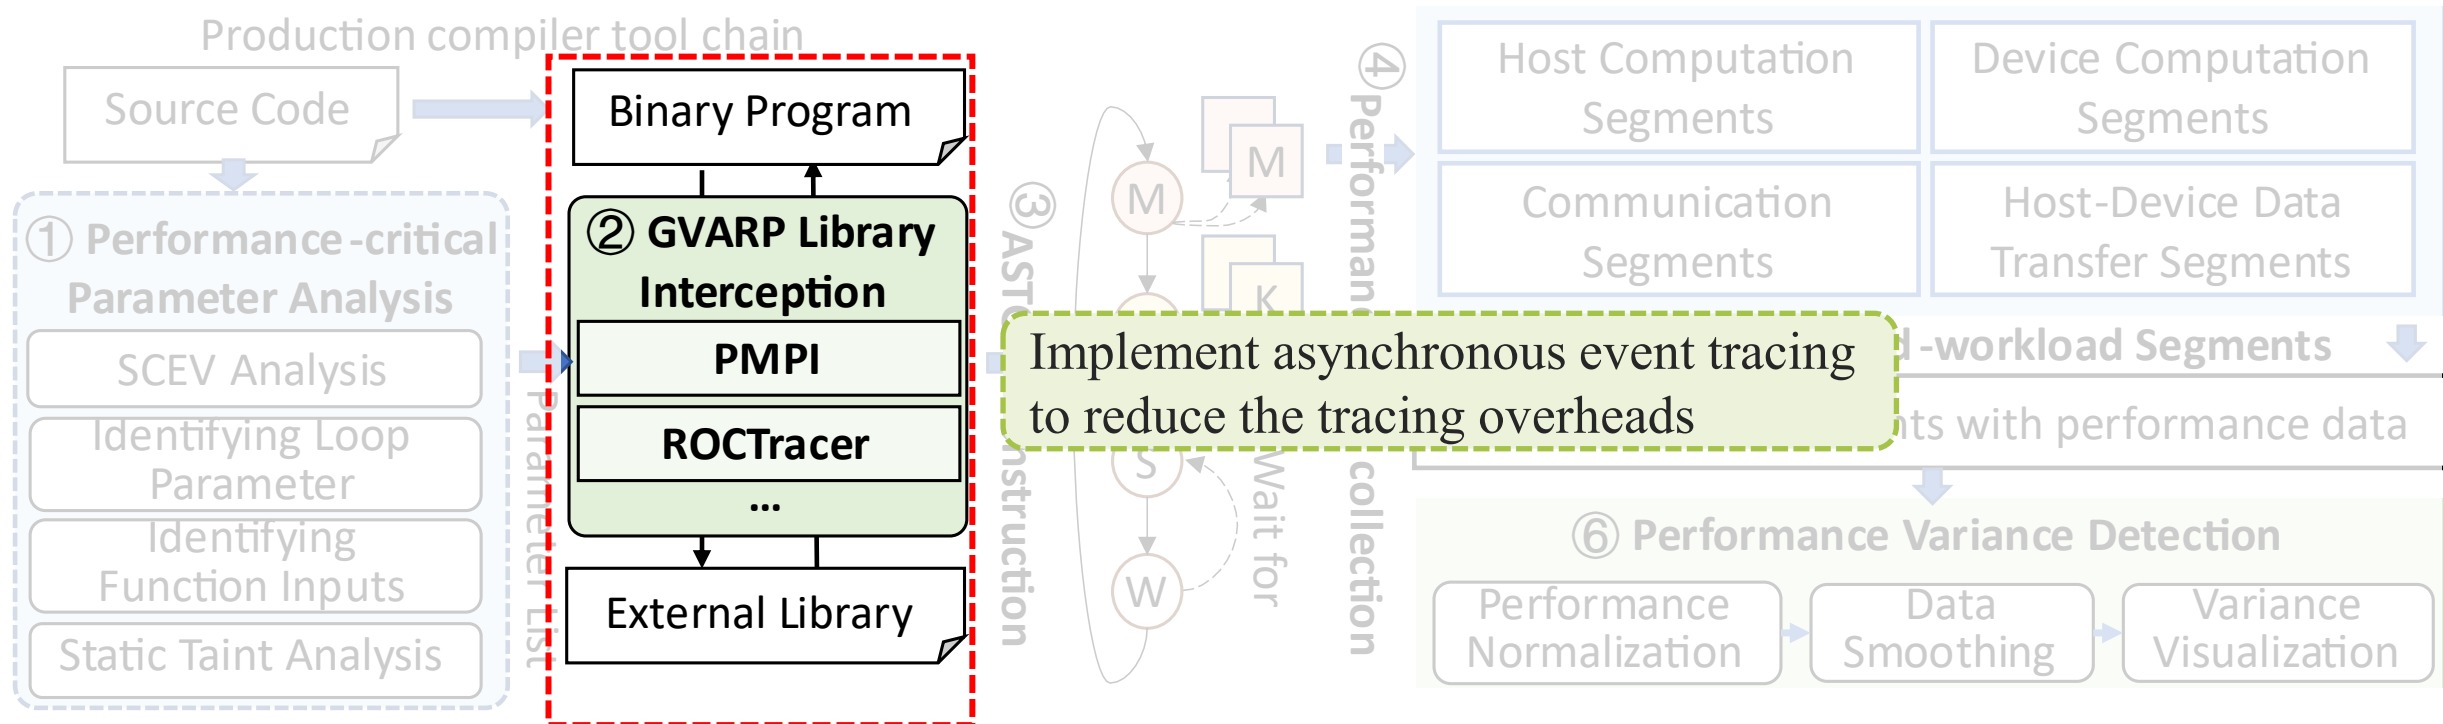 Production compiler tool chain
Source Code
① Performance-critical
Parameter Analysis
SCEV Analysis
Identifying Loop
Parameter
Identifying
Function Inputs
Static Taint Analysis
Parameter List
Binary Program
② GVARP Library
Interception
PMPI
ROCTracer
...
External Library
③ AST
nstruction
M
M
K
S
W
Wait for
④ Performan
collection
Implement asynchronous event tracing
to reduce the tracing overheads
Host Computation
Segments
Device Computation
Segments
Communication
Segments
Host-Device Data
Transfer Segments
-workload Segments
with performance data
⑥ Performance Variance Detection
Performance
Normalization
Data
Smoothing
Variance
Visualization